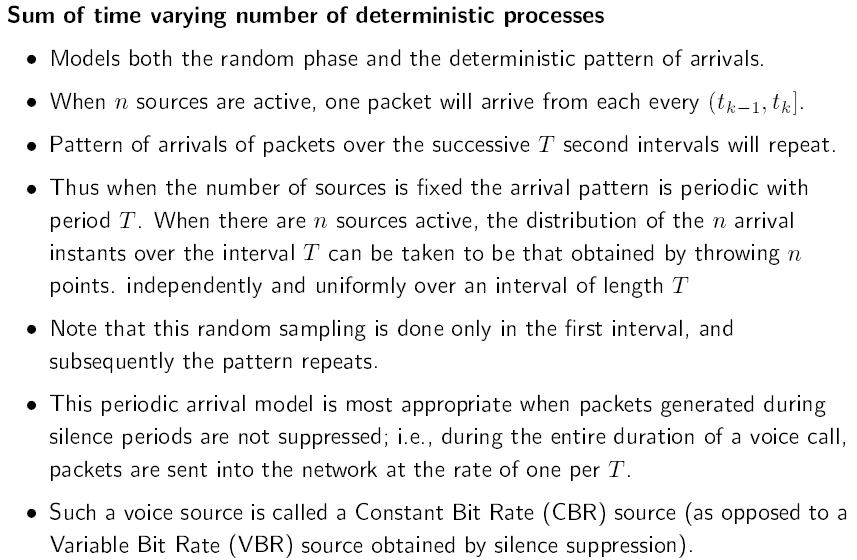 Sum of time varying number of deterministic processes
• Models both the random phase and the deterministic pattern of arrivals.
• When n sources are active, one packet will arrive from each every (t_{k−1}, t_k].
• Pattern of arrivals of packets over the successive T second intervals will repeat.
• Thus when the number of sources is fixed the arrival pattern is periodic with
period T. When there are n sources active, the distribution of the n arrival
instants over the interval T can be taken to be that obtained by throwing n
points. independently and uniformly over an interval of length T
• Note that this random sampling is done only in the first interval, and
subsequently the pattern repeats.
• This periodic arrival model is most appropriate when packets generated during
silence periods are not suppressed; i.e., during the entire duration of a voice call,
packets are sent into the network at the rate of one per T.
• Such a voice source is called a Constant Bit Rate (CBR) source (as opposed to a
Variable Bit Rate (VBR) source obtained by silence suppression).